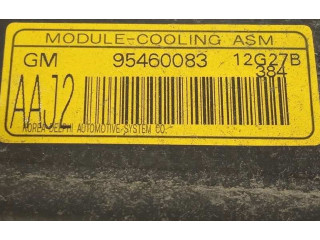 MODULE-COOLING ASM
GM 95460083 12G27B
384
AAJ2
KOREA DELPHI AUTOMOTIVE SYSTEM CO.